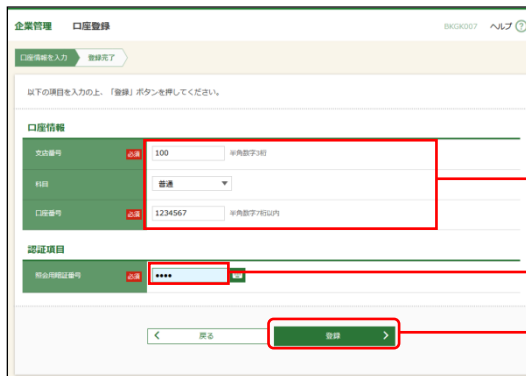 企業管理 口座登録 BKGK007 ヘルプ ?
口座情報を入力 登録完了
以下の項目を入力の上、「登録」ボタンを押してください。
口座情報
支店番号 必須 100 半角数字3桁
科目 普通
口座番号 必須 1234567 半角数字7桁以内
認証項目
照会用暗証番号 必須 ••••
戻る 登録